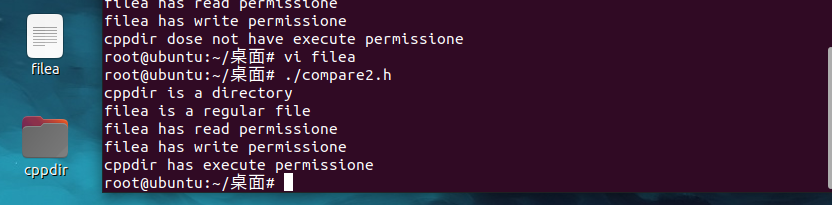 filea has read permissione
filea has write permissione
cppdir dose not have execute permissione
root@ubuntu:~/桌面# vi filea
root@ubuntu:~/桌面# ./compare2.h
cppdir is a directory
filea is a regular file
filea has read permissione
filea has write permissione
cppdir has execute permissione
root@ubuntu:~/桌面#
filea
cppdir